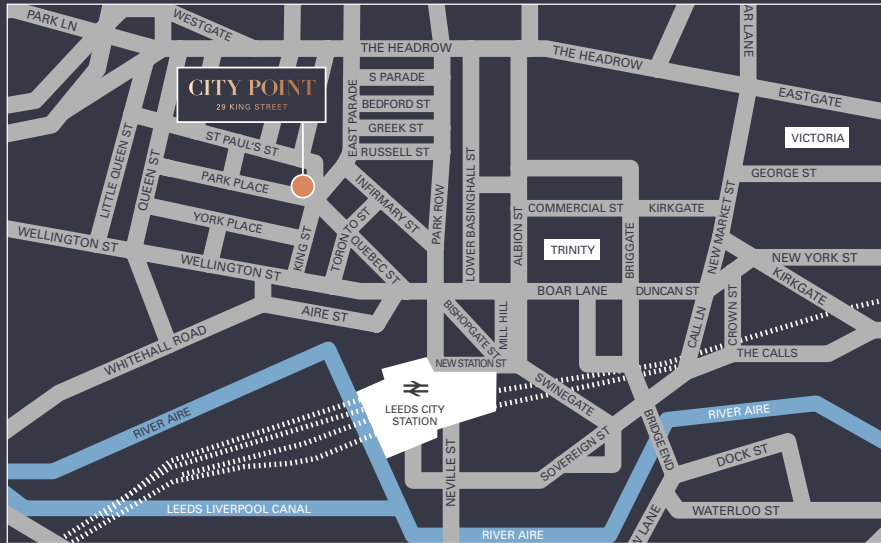 PARK LN
WESTGATE
THE HEADROW
THE HEADROW
AR LANE
EASTGATE
CITY POINT
29 KING STREET
S PARADE
BEDFORD ST
GREEK ST
RUSSELL ST
EAST PARADE
VICTORIA
GEORGE ST
ST PAUL'S ST
LITTLE QUEEN ST
QUEEN ST
PARK PLACE
YORK PLACE
INFIRMARY ST
PARK ROW
LOWER BASINGHALL ST
ALBION ST
COMMERCIAL ST
KIRKGATE
NEW MARKET ST
TRINITY
BRIGGATE
KING ST
TORONTO ST
QUEBEC ST
WELLINGTON ST
WELLINGTON ST
NEW YORK ST
KIRKGATE
BOAR LANE
DUNCAN ST
CROWN ST
CALL LN
AIRE ST
BISHOPGATE ST
MILL HILL
WHITEHALL ROAD
NEW STATION ST
THE CALLS
SWINEGATE
LEEDS CITY
STATION
RIVER AIRE
RIVER AIRE
BRIDGE END
SOVEREIGN ST
DOCK ST
NEVILLE ST
LEEDS LIVERPOOL CANAL
WATERLOO ST
RIVER AIRE
W LANE